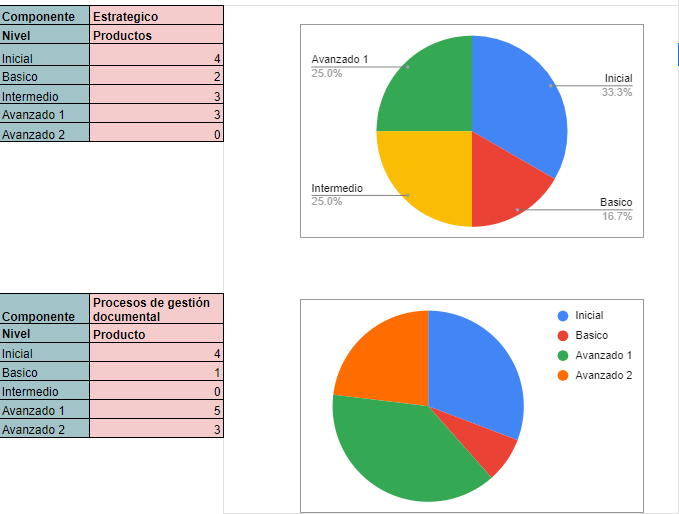 Componente Estrategico
Nivel Productos
Inicial 4
Basico 2
Intermedio 3
Avanzado 1 3
Avanzado 2 0
Avanzado 1
25.0%
Inicial
33.3%
Intermedio
25.0%
Basico
16.7%
Componente Procesos de gestión
documental
Nivel Producto
Inicial 4
Basico 1
Intermedio 0
Avanzado 1 5
Avanzado 2 3
Inicial
Basico
Avanzado 1
Avanzado 2